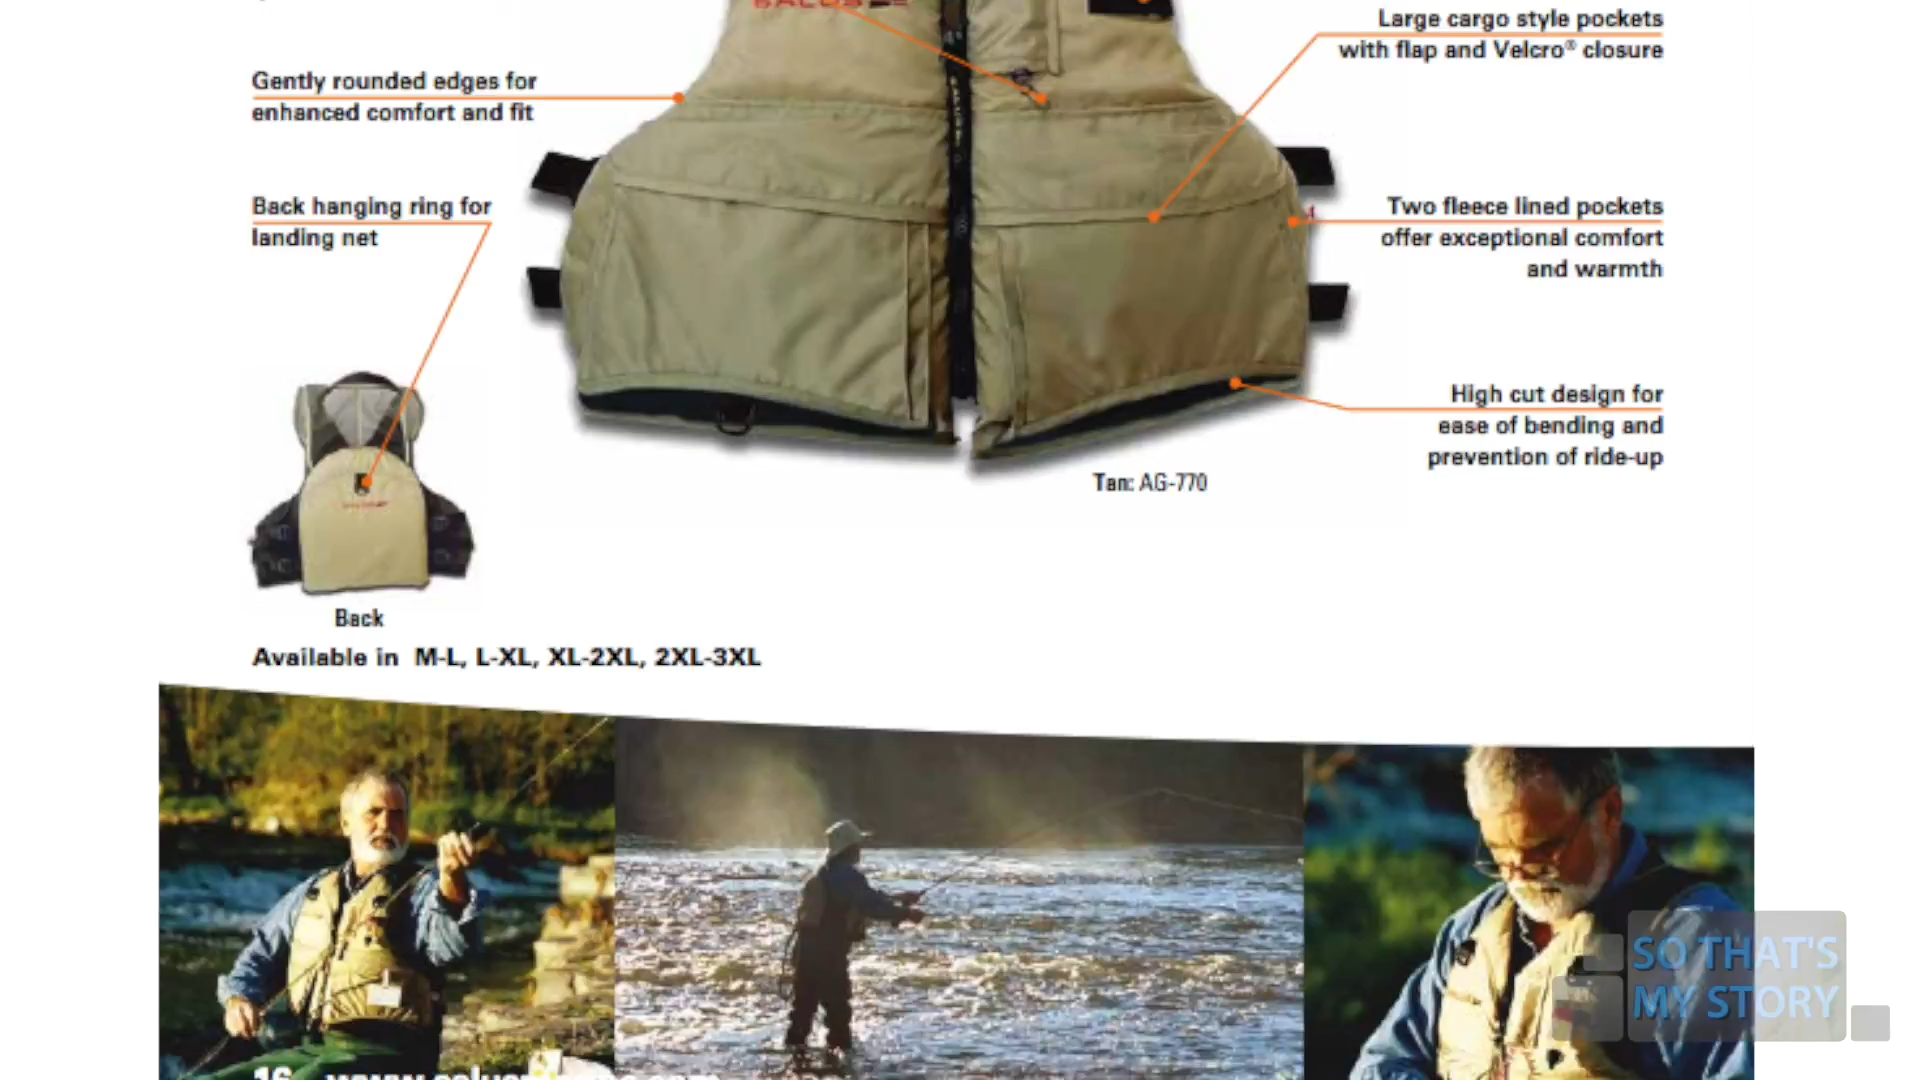 Large cargo style pockets
with flap and Velcro® closure
Gently rounded edges for
enhanced comfort and fit
Back hanging ring for
landing net
Two fleece lined pockets
offer exceptional comfort
and warmth
High cut design for
ease of bending and
prevention of ride-up
Tan: AG-770
Back
Available in M-L, L-XL, XL-2XL, 2XL-3XL
SO THAT'S
MY STORY
16